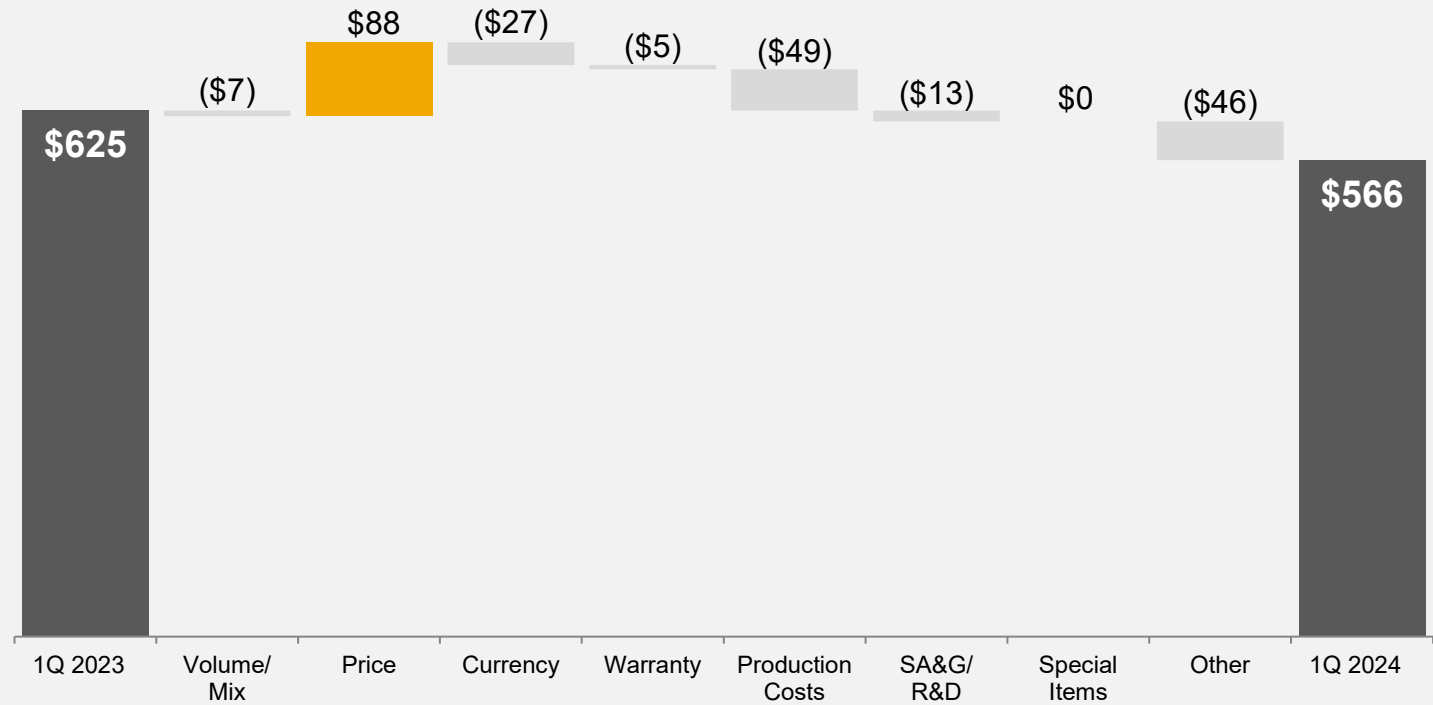 $88
($27)
($5)
($49)
($7)
($13)
$0
($46)
$625
$566
1Q 2023
Volume/
Mix
Price
Currency
Warranty
Production
Costs
SA&G/
R&D
Special
Items
Other
1Q 2024